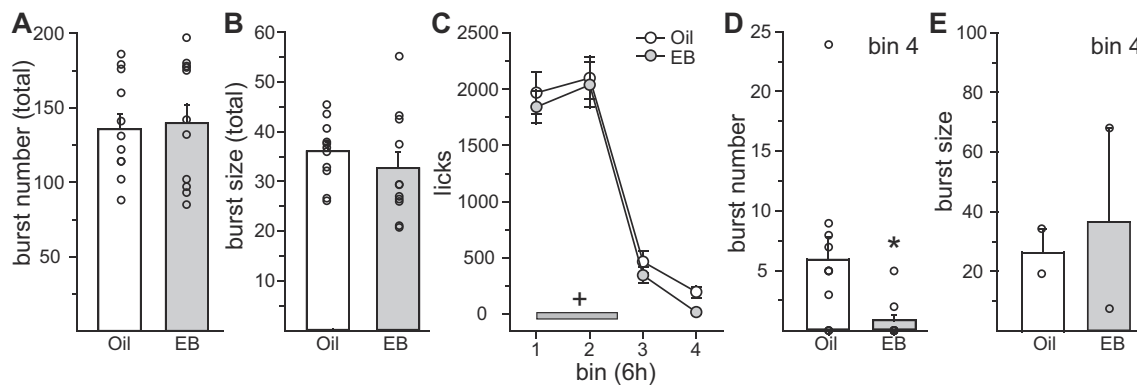 A
burst number (total)
200
150
100
50
Oil
EB
B
burst size (total)
60
50
40
30
20
10
Oil
EB
C
licks
2500
2000
1500
1000
500
0
Oil
EB
+
1
2
3
4
bin (6h)
D
bin 4
burst number
25
20
15
10
5
*
Oil
EB
E
bin 4
burst size
100
80
60
40
20
Oil
EB